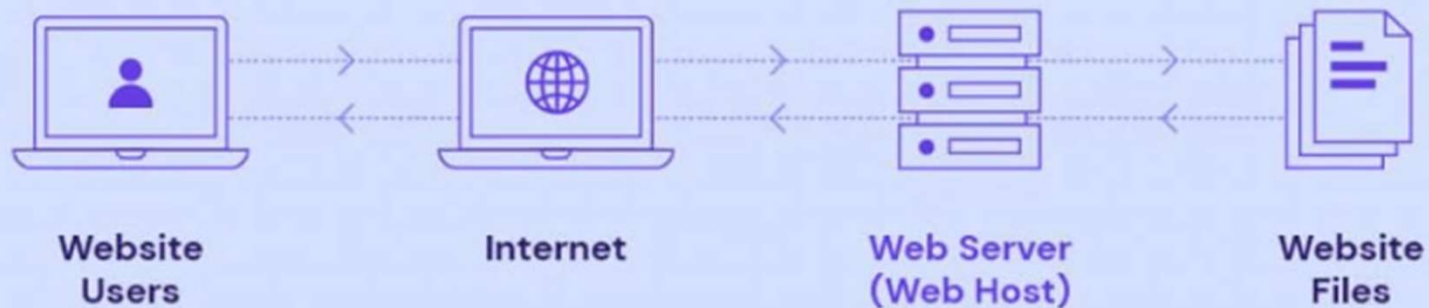 Website Users
Internet
Web Server (Web Host)
Website Files